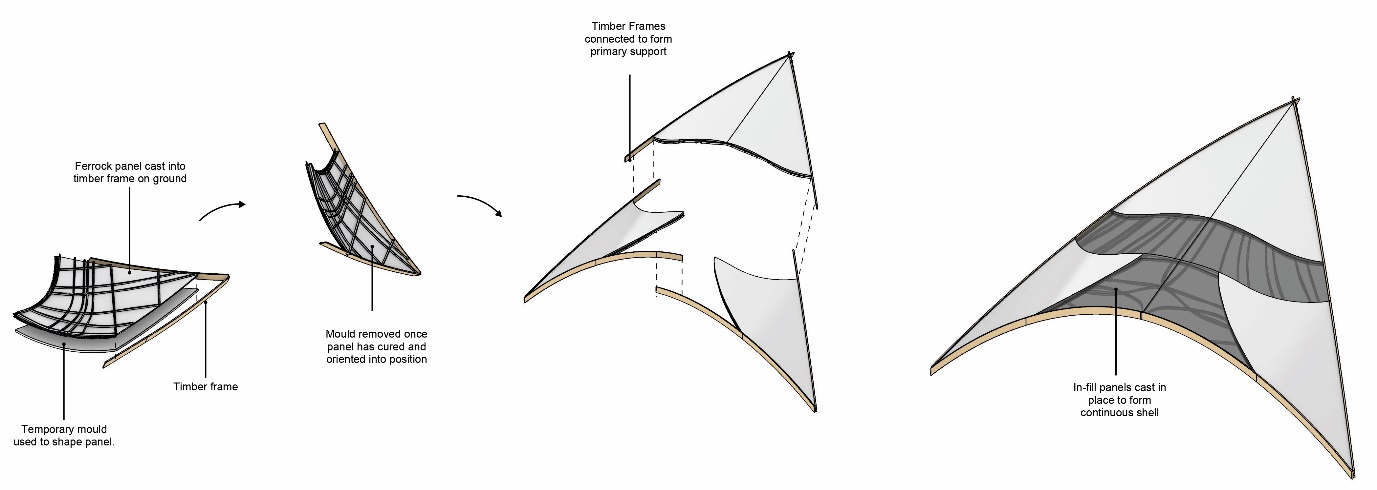 Timber Frames
connected to form
primary support
Ferrock panel cast into
timber frame on ground
Mould removed once
panel has cured and
oriented into position
Timber frame
In-fill panels cast in
place to form
continuous shell
Temporary mould
used to shape panel.